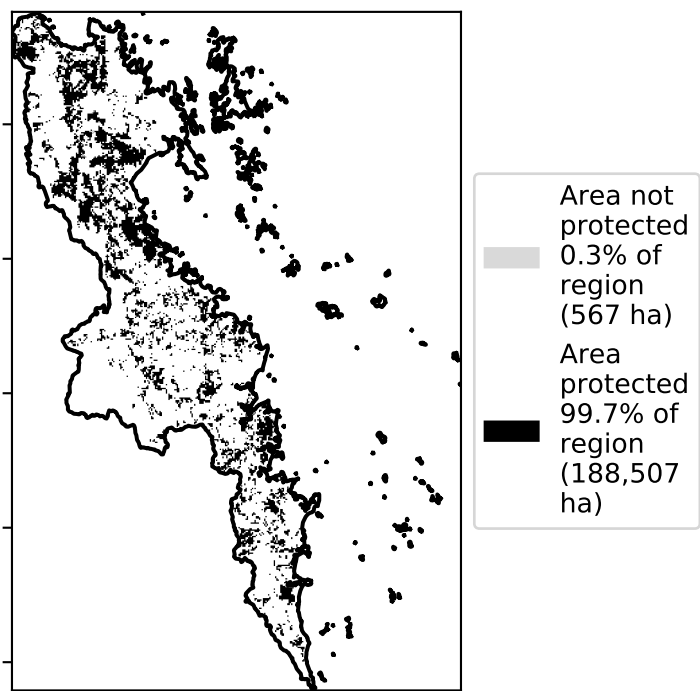 Area not
protected
0.3% of
region
(567 ha)
Area
protected
99.7% of
region
(188,507
ha)